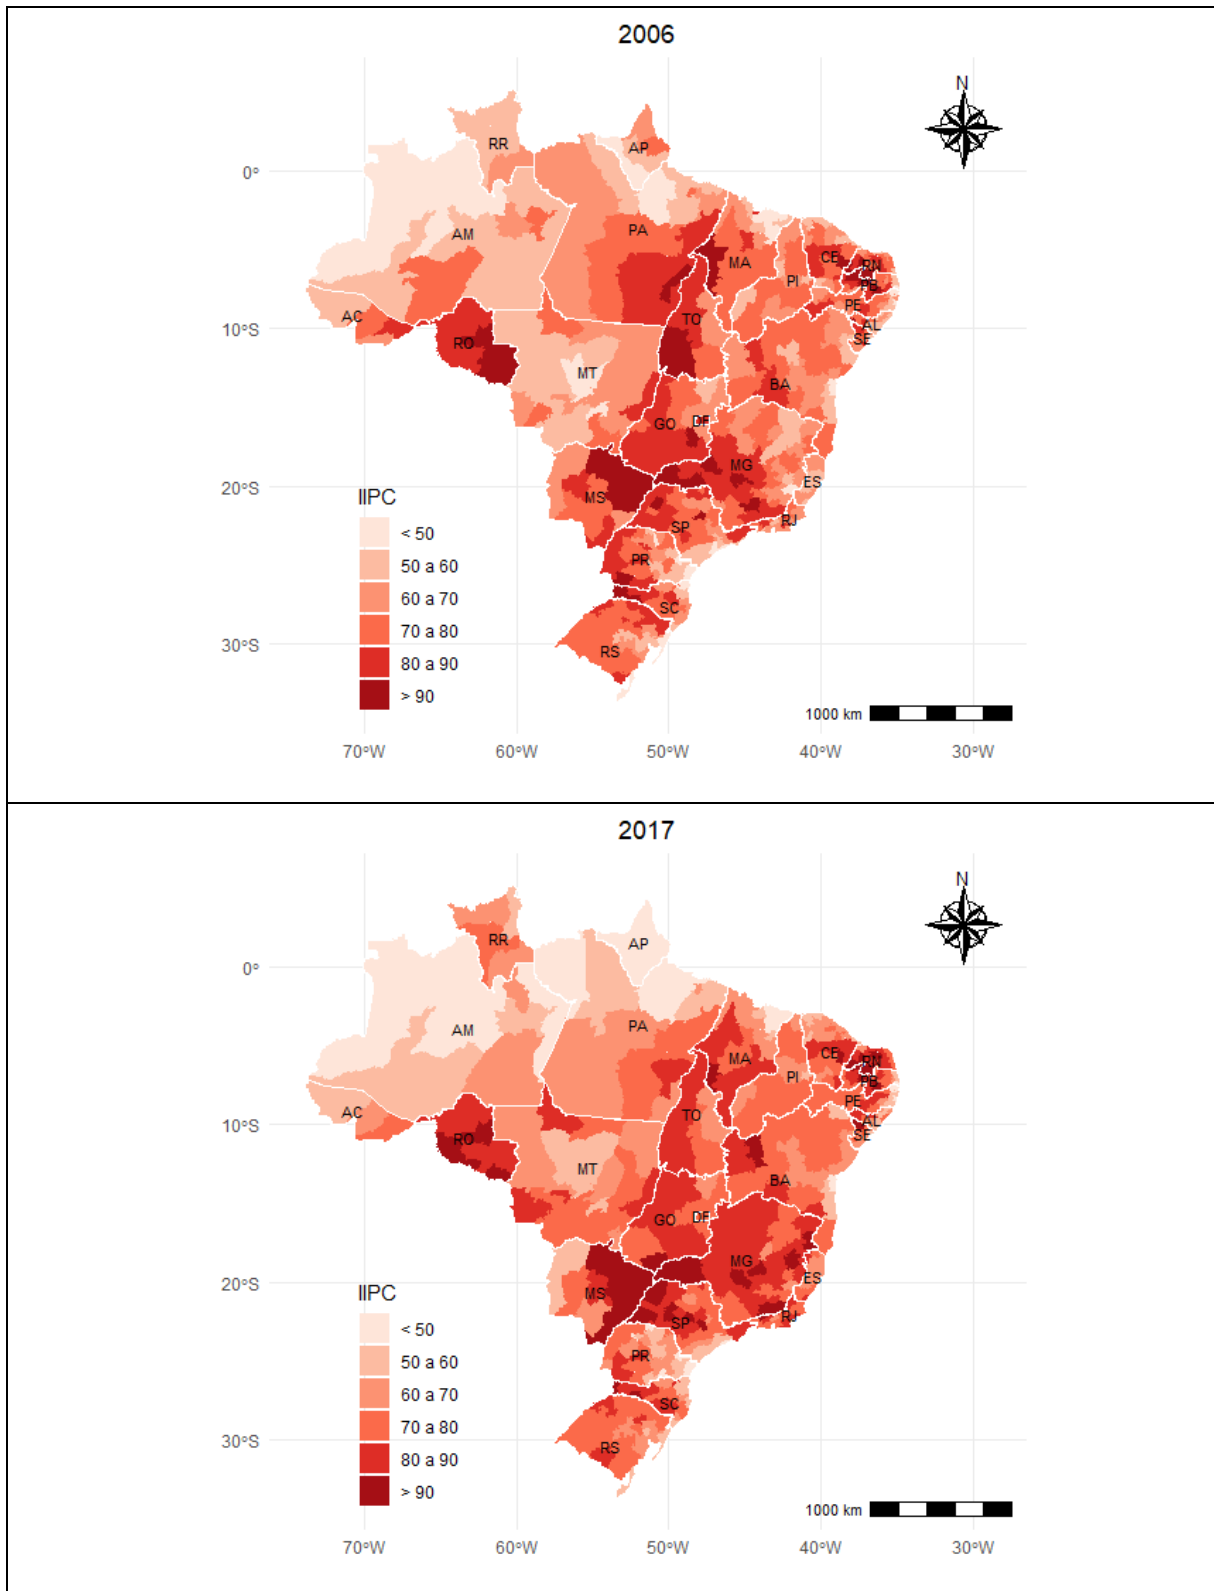 2006
N
RR
AP
0°
AM
PA
MA
CE
RN
PI
PB
PE
AC
TO
AL
10°S
SE
RO
MT
BA
GO
DF
MG
ES
20°S
MS
IIPC
RJ
SP
< 50
50 a 60
PR
60 a 70
SC
70 a 80
30°S
RS
80 a 90
> 90
1000 km
70°W 60°W 50°W 40°W 30°W
2017
N
RR
AP
0°
AM
PA
MA
CE
RN
PI
PB
PE
AC
TO
AL
10°S
SE
RO
MT
BA
GO
DF
MG
ES
20°S
MS
IIPC
RJ
SP
< 50
50 a 60
PR
60 a 70
SC
70 a 80
30°S
RS
80 a 90
> 90
1000 km
70°W 60°W 50°W 40°W 30°W